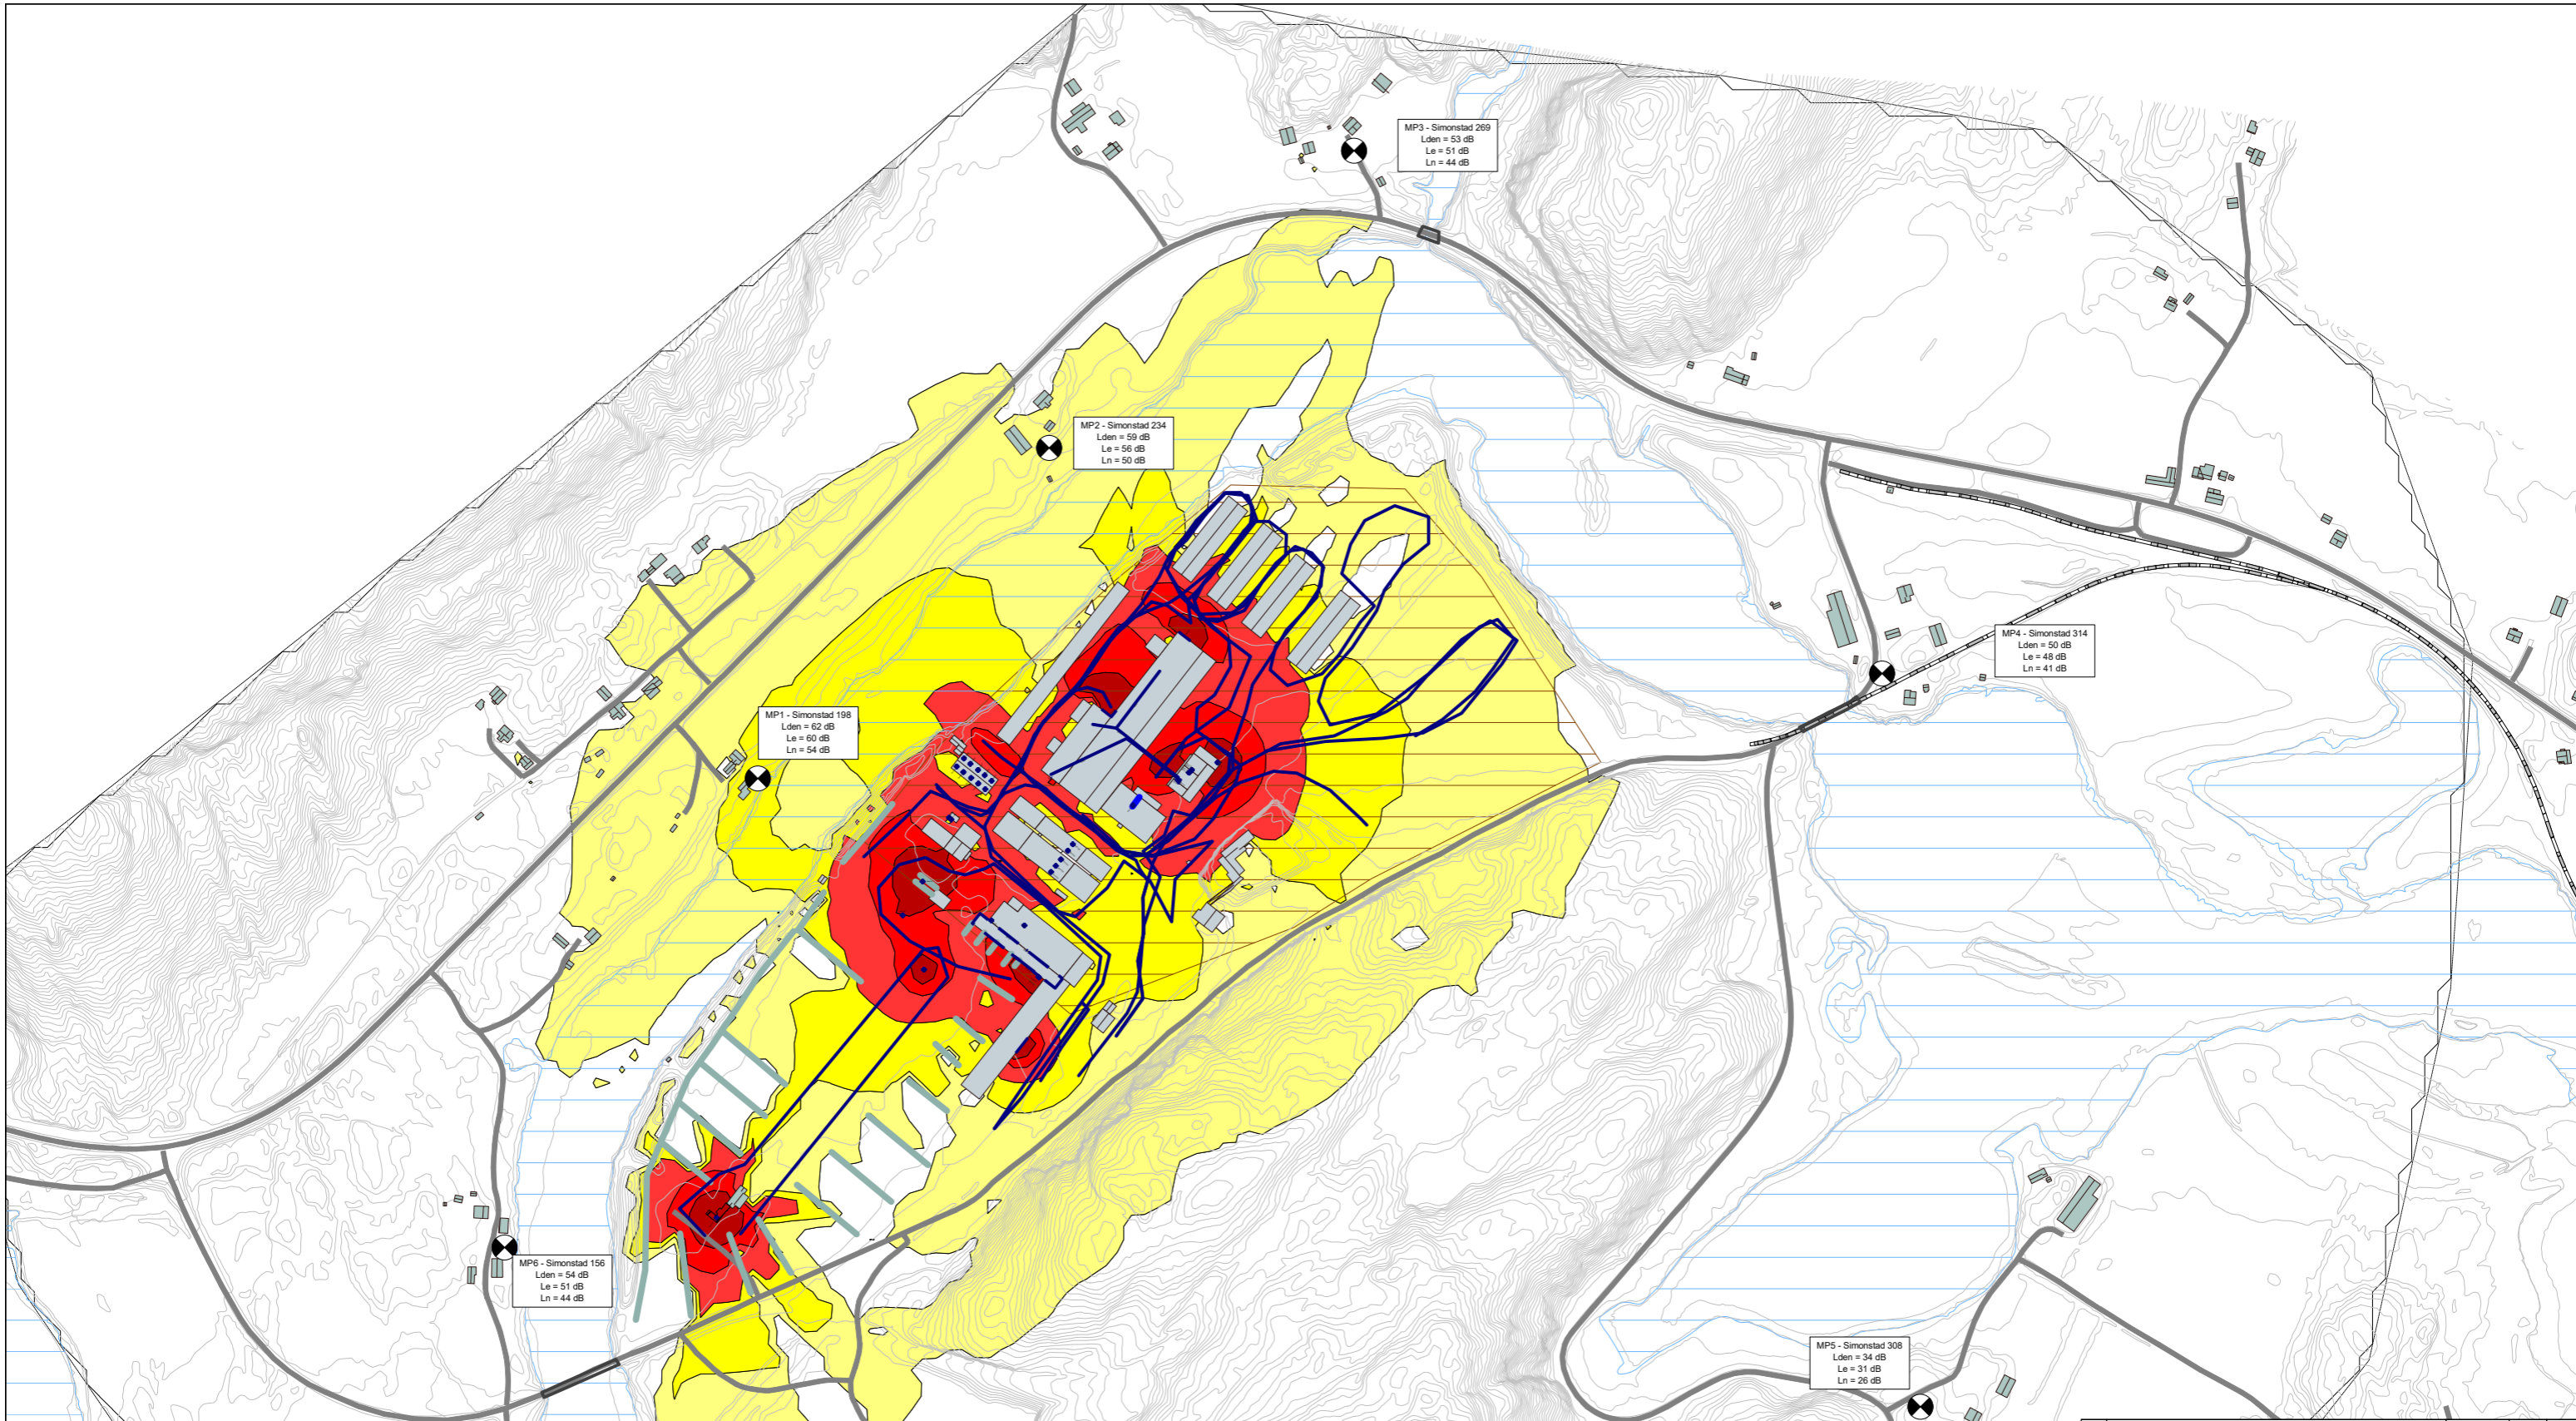 MP3 - Simonstad 269
Lden = 53 dB
Le = 51 dB
Ln = 44 dB
MP2 - Simonstad 234
Lden = 59 dB
Le = 56 dB
Ln = 50 dB
MP4 - Simonstad 314
Lden = 50 dB
Le = 48 dB
Ln = 41 dB
MP1 - Simonstad 198
Lden = 62 dB
Le = 60 dB
Ln = 54 dB
MP6 - Simonstad 156
Lden = 54 dB
Le = 51 dB
Ln = 44 dB
MP5 - Simonstad 308
Lden = 34 dB
Le = 31 dB
Ln = 26 dB